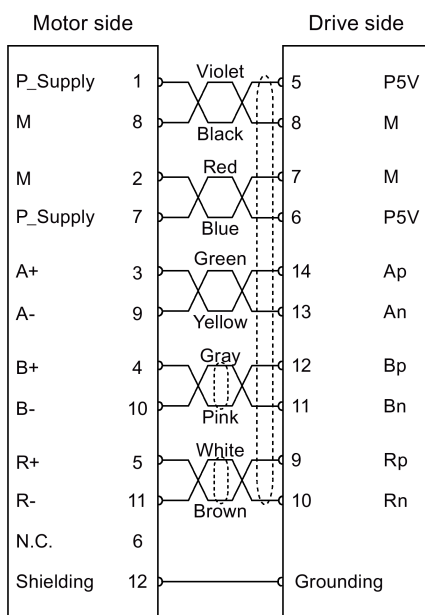 Motor side Drive side
P_Supply 1 Violet 5 P5V
M 8 Black 8 M
M 2 Red 7 M
P_Supply 7 Blue 6 P5V
A+ 3 Green 14 Ap
A- 9 Yellow 13 An
B+ 4 Gray 12 Bp
B- 10 Pink 11 Bn
R+ 5 White 9 Rp
R- 11 Brown 10 Rn
N.C. 6
Shielding 12 Grounding